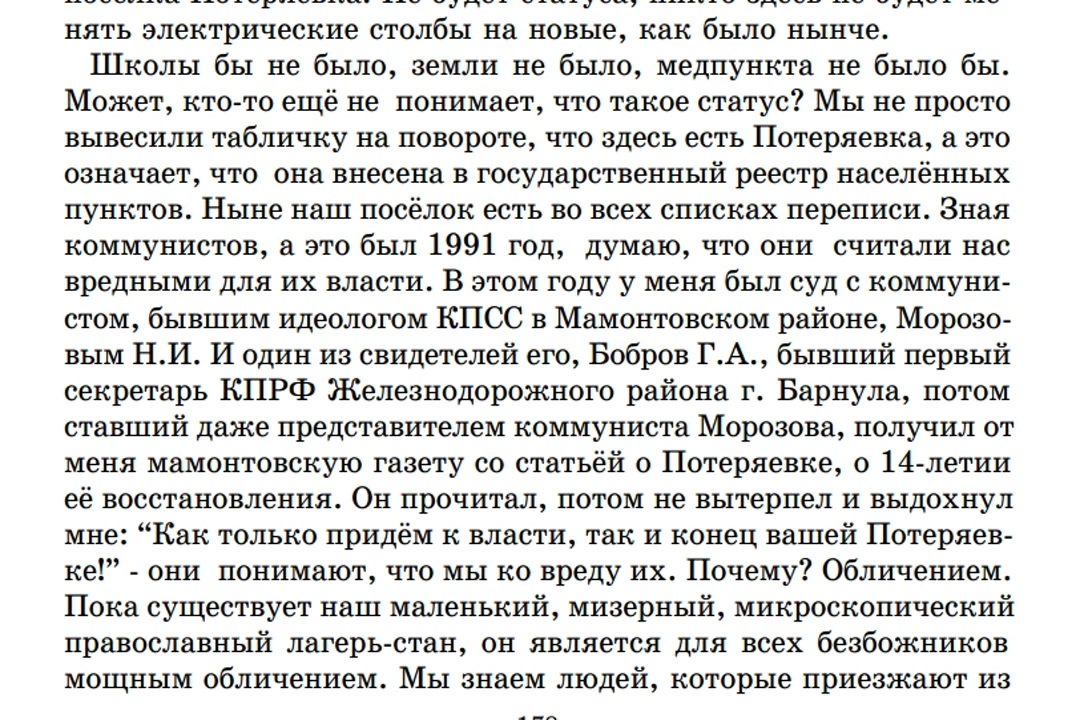 нять электрические столбы на новые, как было нынче.
Школы бы не было, земли не было, медпункта не было бы.
Может, кто-то ещё не понимает, что такое статус? Мы не просто
вывесили табличку на повороте, что здесь есть Потеряевка, а это
означает, что она внесена в государственный реестр населённых
пунктов. Ныне наш посёлок есть во всех списках переписи. Зная
коммунистов, а это был 1991 год, думаю, что они считали нас
вредными для их власти. В этом году у меня был суд с коммуни-
стом, бывшим идеологом КПСС в Мамонтовском районе, Морозо-
вым Н.И. И один из свидетелей его, Бобров Г.А., бывший первый
секретарь КПРФ Железнодорожного района г. Барнула, потом
ставший даже представителем коммуниста Морозова, получил от
меня мамонтовскую газету со статьёй о Потеряевке, о 14-летии
её восстановления. Он прочитал, потом не вытерпел и выдохнул
мне: “Как только придём к власти, так и конец вашей Потеряев-
ке!” - они понимают, что мы ко вреду их. Почему? Обличением.
Пока существует наш маленький, мизерный, микроскопический
православный лагерь-стан, он является для всех безбожников
мощным обличением. Мы знаем людей, которые приезжают из